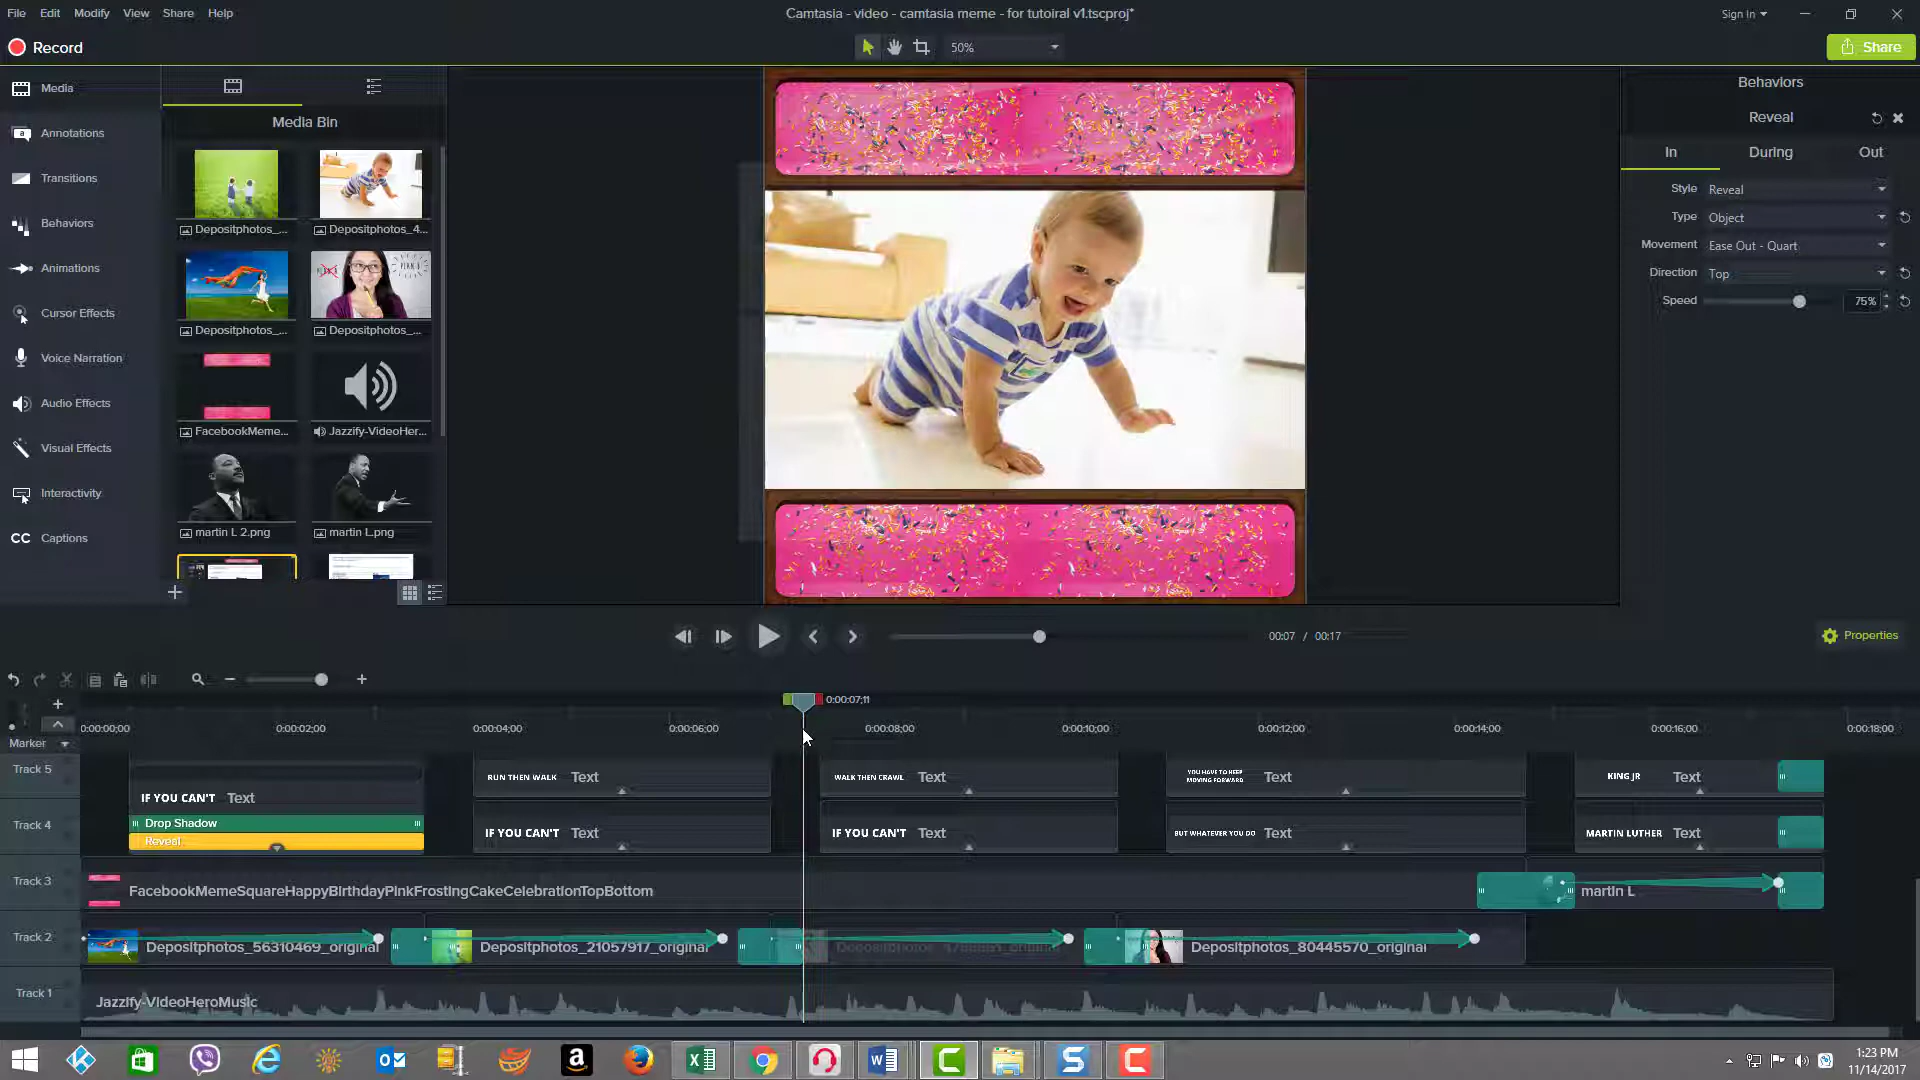 File Edit Modify View Share Help
Camtasia - video - camtasia meme - for tutoiral v1.tscproj*
Sign In
Record
50%
Share
Media
Annotations
Transitions
Behaviors
Animations
Cursor Effects
Voice Narration
Audio Effects
Visual Effects
Interactivity
CC Captions
Media Bin
Depositphotos_...
Depositphotos_4...
Depositphotos_...
Depositphotos_...
FacebookMeme...
Jazzify-VideoHer...
martin L 2.png
martin L.png
Behaviors
Reveal
In During Out
Style Reveal
Type Object
Movement Ease Out - Quart
Direction Top
Speed 75%
00:07 / 00:17
Properties
0:00:07;11
0:00:00;00 0:00:02;00 0:00:04;00 0:00:06;00 0:00:08;00 0:00:10;00 0:00:12;00 0:00:14;00 0:00:16;00 0:00:18;00
Marker
Track 5
RUN THEN WALK Text
WALK THEN CRAWL Text
YOU HAVE TO KEEP
MOVING FORWARD
Text
KING JR Text
Track 4
IF YOU CAN'T Text
Drop Shadow
Reveal
IF YOU CAN'T Text
IF YOU CAN'T Text
BUT WHATEVER YOU DO Text
MARTIN LUTHER Text
Track 3
FacebookMemeSquareHappyBirthdayPinkFrostingCakeCelebrationTopBottom
martin L
Track 2
Depositphotos_56310469_original
Depositphotos_21057917_original
Depositphotos_80445570_original
Track 1
Jazzify-VideoHeroMusic
1:23 PM
11/14/2017